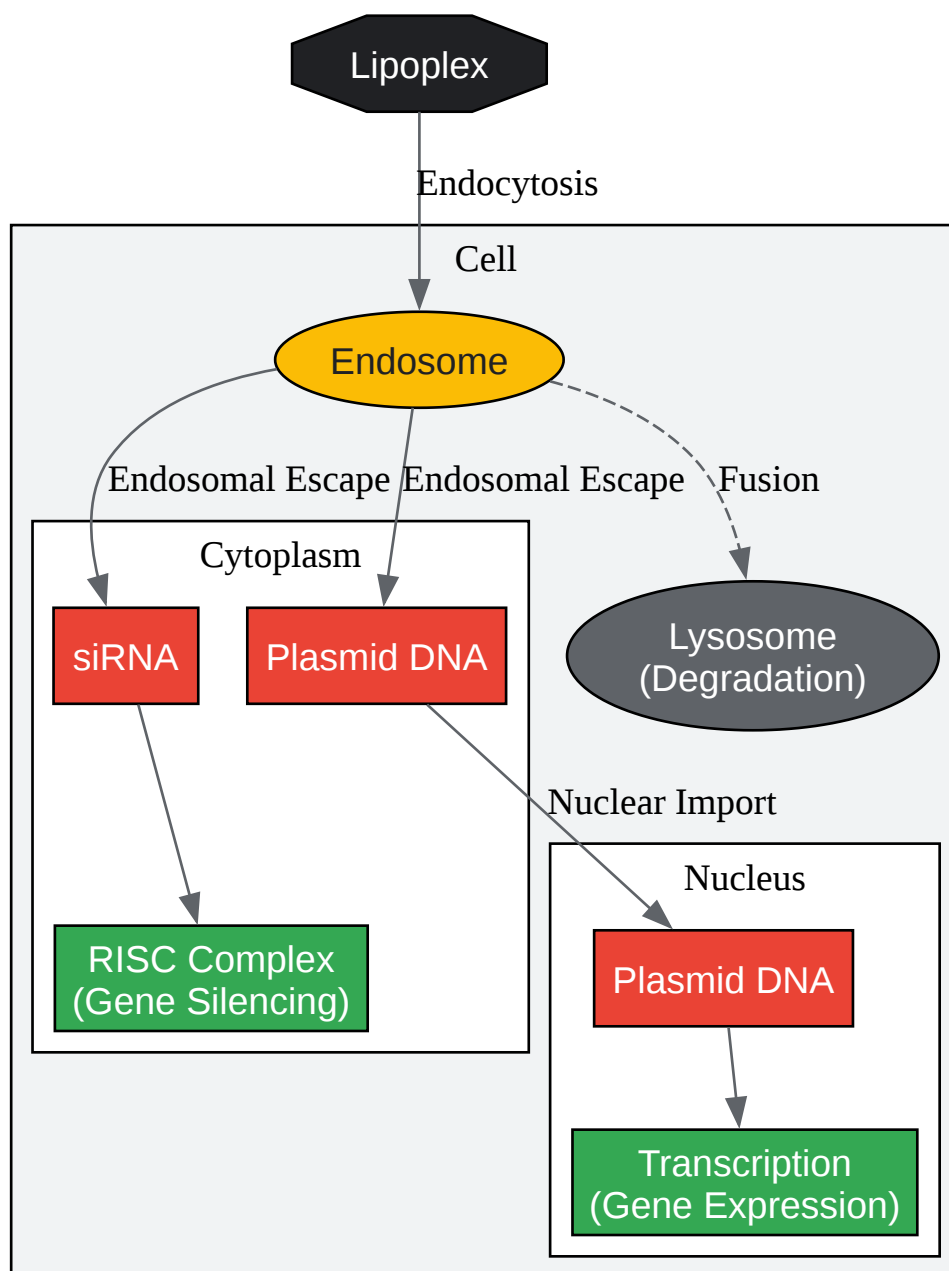 Lipoplex
Endocytosis
Cell
Endosome
Endosomal Escape
Endosomal Escape
Fusion
Cytoplasm
siRNA
Plasmid DNA
Lysosome
(Degradation)
Nuclear Import
Nucleus
RISC Complex
(Gene Silencing)
Plasmid DNA
Transcription
(Gene Expression)